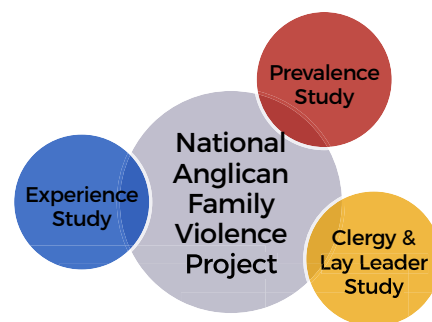 Prevalence
Study
National
Anglican
Family
Violence
Project
Experience
Study
Clergy &
Lay Leader
Study